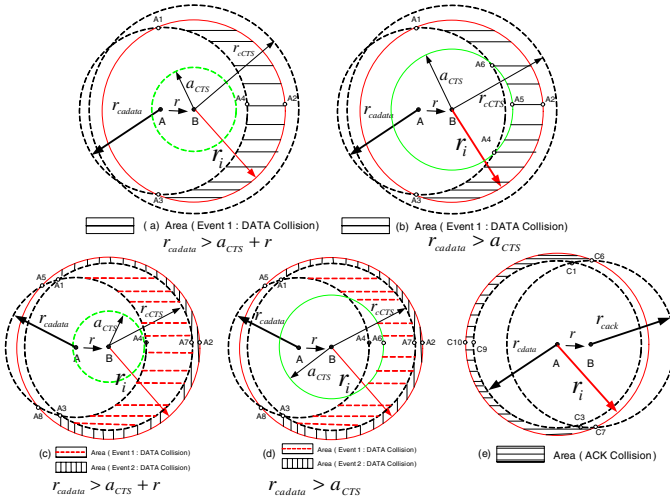 A1
r_cCTS
a_CTS
r_cadata
r
A4
A2
A
B
r_i
A3
(a) Area (Event 1 : DATA Collision)
r_cadata > a_CTS + r
A1
A6
a_CTS
r_cCTS
r_cadata
r
A5
A2
A
B
r_i
A4
A3
(b) Area (Event 1 : DATA Collision)
r_cadata > a_CTS
A5
A1
r_cCTS
a_CTS
r_cadata
r
A4
A7
A2
A
B
r_i
A8
A3
(c)
Area (Event 1 : DATA Collision)
Area (Event 2 : DATA Collision)
r_cadata > a_CTS + r
A5
A1
r_cCTS
r_cadata
r
A4
A6
A7
A2
A
B
a_CTS
r_i
A8
A3
(d)
Area (Event 1 : DATA Collision)
Area (Event 2 : DATA Collision)
r_cadata > a_CTS
C6
C1
r_cack
r
C10
C9
r_cdata
A
B
r_i
C3
C7
(e)
Area (ACK Collision)